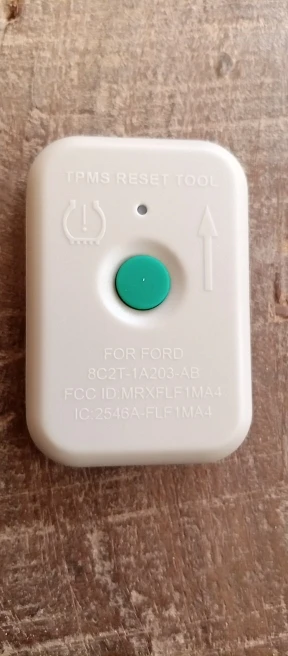 TPMS RESET TOOL
FOR FORD
8C2T-1A203-AB
FCC ID.MRXFLF1MA4
IC:2546A-FLF1MA4